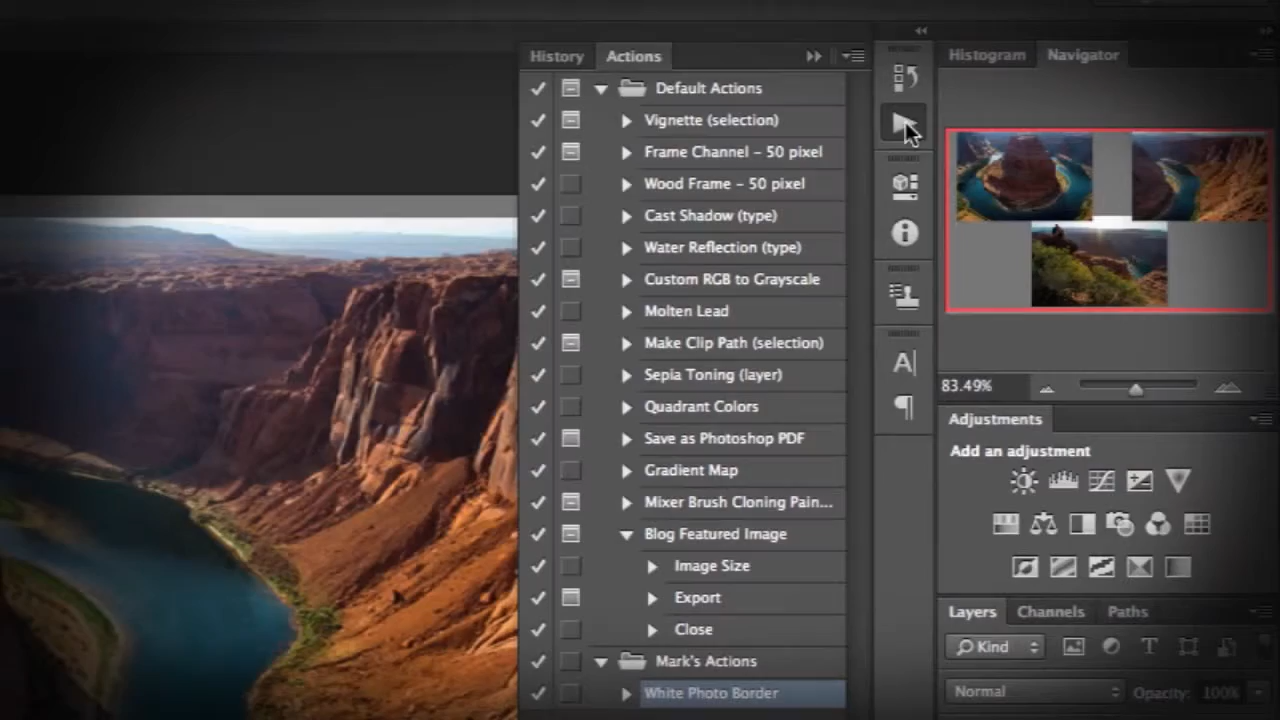 History
Actions
Default Actions
Vignette (selection)
Frame Channel - 50 pixel
Wood Frame - 50 pixel
Cast Shadow (type)
Water Reflection (type)
Custom RGB to Grayscale
Molten Lead
Make Clip Path (selection)
Sepia Toning (layer)
Quadrant Colors
Save as Photoshop PDF
Gradient Map
Mixer Brush Cloning Pain...
Blog Featured Image
Image Size
Export
Close
Mark's Actions
White Photo Border
A
¶
Histogram
Navigator
83.49%
Adjustments
Add an adjustment
Layers
Channels
Paths
Kind
T
Normal
Opacity: 100%